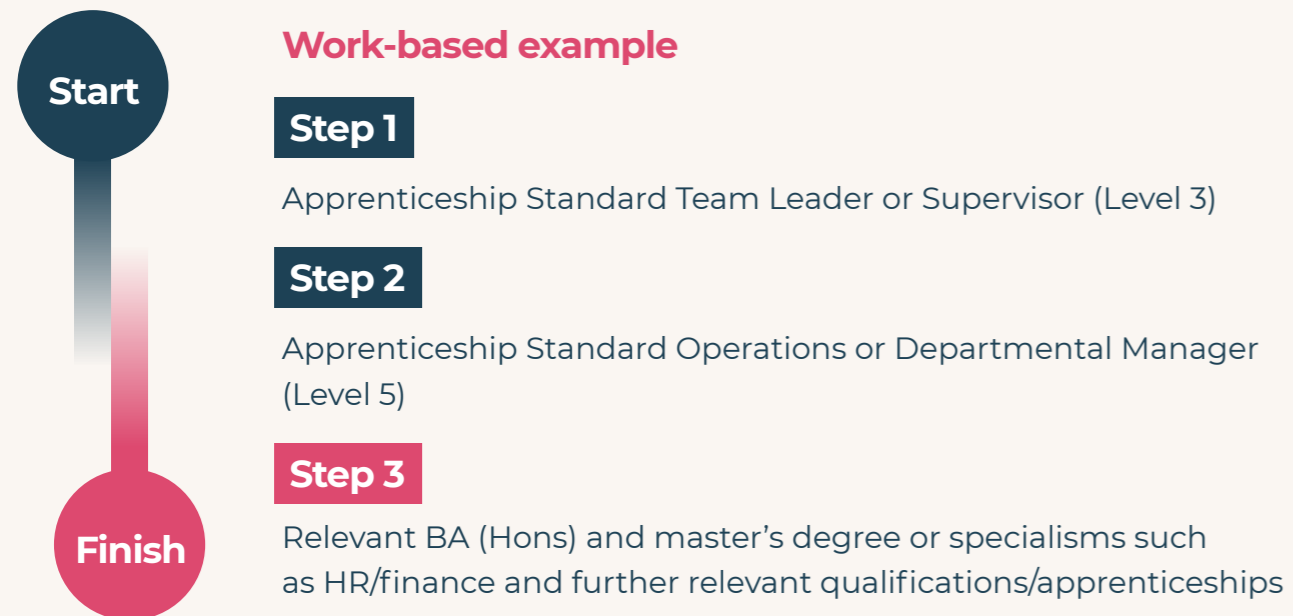 Start
Work-based example
Step 1
Apprenticeship Standard Team Leader or Supervisor (Level 3)
Step 2
Apprenticeship Standard Operations or Departmental Manager
(Level 5)
Step 3
Finish
Relevant BA (Hons) and master’s degree or specialisms such
as HR/finance and further relevant qualifications/apprenticeships